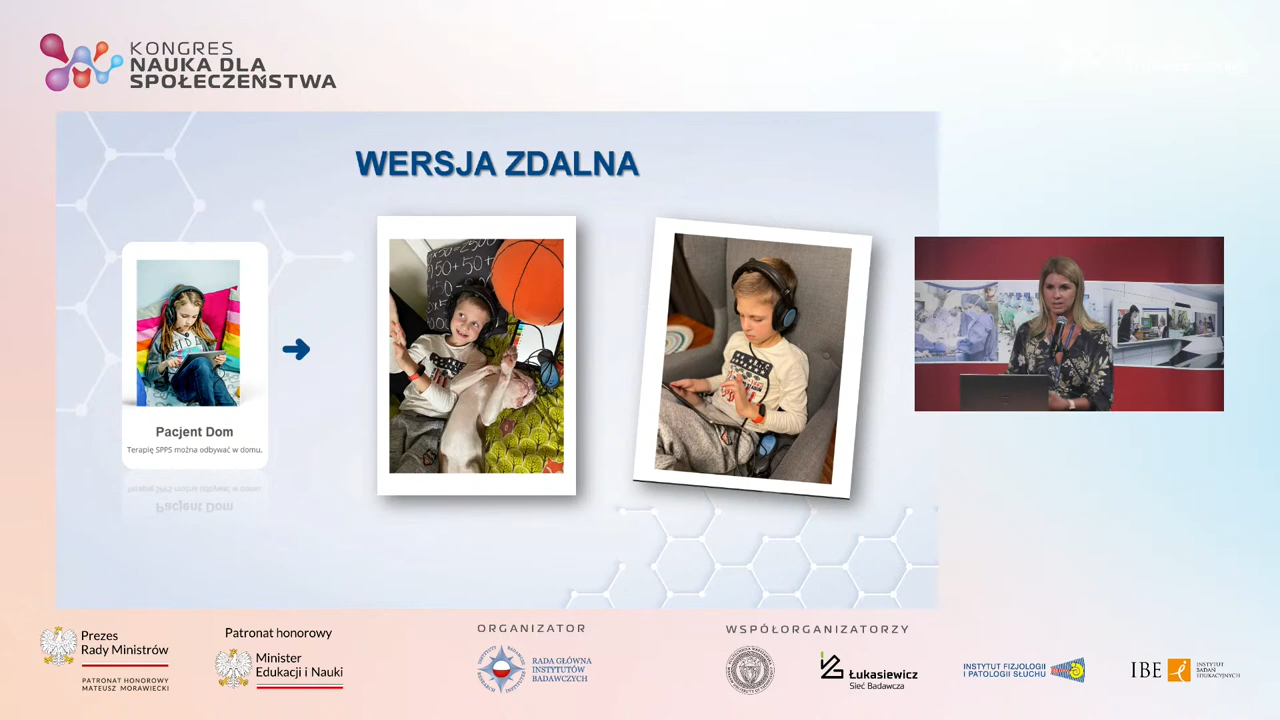 KONGRES
NAUKA DLA
SPOŁECZEŃSTWA
WERSJA ZDALNA
Pacjent Dom
Terapię SPPS można odbywać w domu.
Prezes
Rady Ministrów
PATRONAT HONOROWY
MATEUSZ MORAWIECKI
Patronat honorowy
Minister
Edukacji i Nauki
ORGANIZATOR
RADA GŁÓWNA
INSTYTUTÓW
BADAWCZYCH
WSPÓŁORGANIZATORZY
Łukasiewicz
Sieć Badawcza
INSTYTUT FIZJOLOGII
I PATOLOGII SŁUCHU
IBE
INSTYTUT
BADAŃ
EDUKACYJNYCH